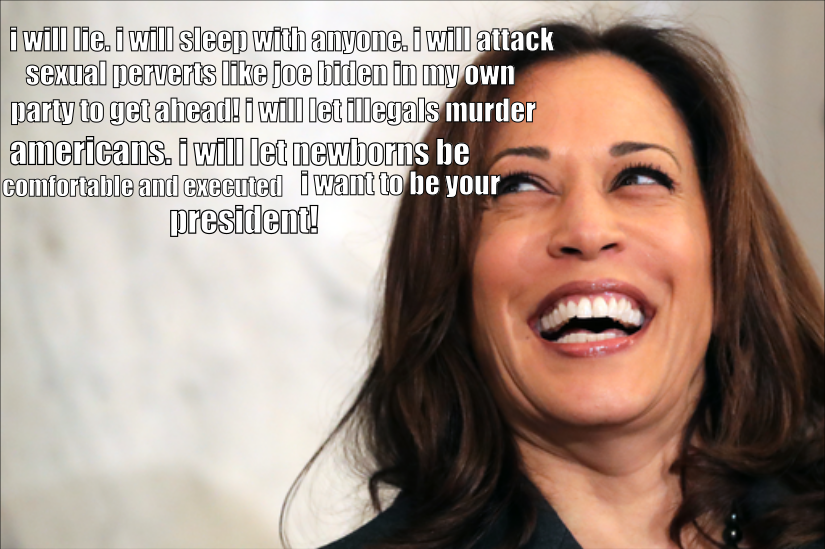 i will lie. i will sleep with anyone. i will attack
sexual perverts like joe biden in my own
party to get ahead! i will let illegals murder
americans. i will let newborns be
comfortable and executed i want to be your
president!